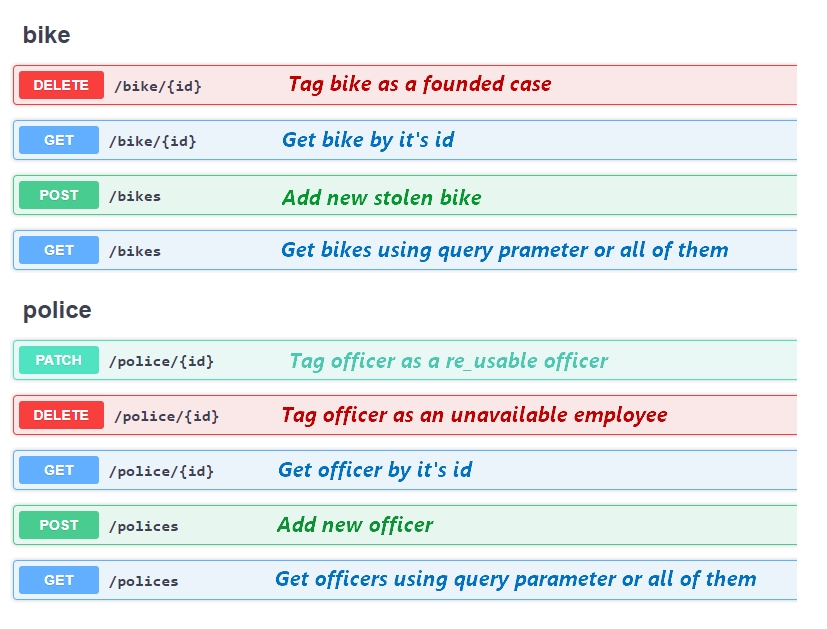 bike
DELETE /bike/{id} Tag bike as a founded case
GET /bike/{id} Get bike by it's id
POST /bikes Add new stolen bike
GET /bikes Get bikes using query prameter or all of them
police
PATCH /police/{id} Tag officer as a re_usable officer
DELETE /police/{id} Tag officer as an unavailable employee
GET /police/{id} Get officer by it's id
POST /polices Add new officer
GET /polices Get officers using query parameter or all of them